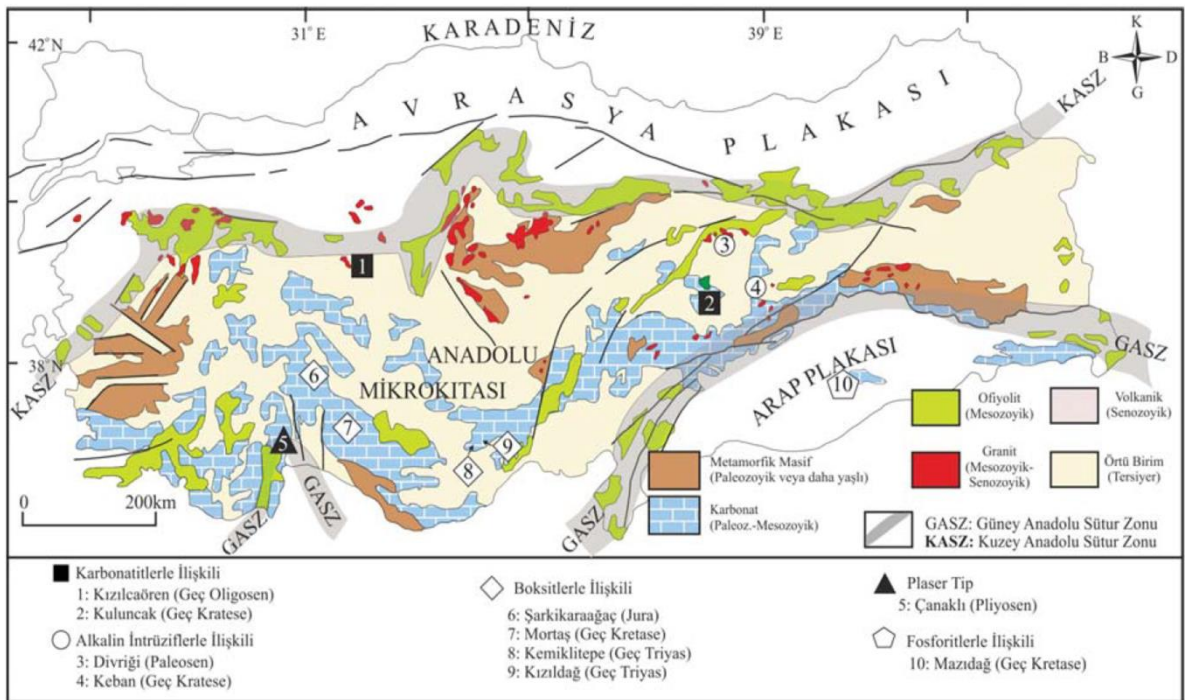 KARADENİZ
42°N
31°E
39°E
K
B
D
G
AVRASYA PLAKASI
KASZ
1
3
2
4
38°N
ANADOLU
MİKROKITASI
ARAP PLAKASI
GASZ
KASZ
6
10
7
5
9
8
GASZ
GASZ
GASZ
0
200km
Metamorfik Masif
(Paleozoyik veya daha yaşlı)
Karbonat
(Paleoz.-Mesozoyik)
Ofiyolit
(Mesozoyik)
Granit
(Mesozoyik-
Senozoyik)
Volkanik
(Senozoyik)
Örtü Birim
(Tersiyer)
GASZ: Güney Anadolu Sütur Zonu
KASZ: Kuzey Anadolu Sütur Zonu
Karbonatitlerle İlişkili
1: Kızılcaören (Geç Oligosen)
2: Kuluncak (Geç Kratese)
Alkalin İntrüziflerle İlişkili
3: Divriği (Paleosen)
4: Keban (Geç Kratese)
Boksitlerle İlişkili
6: Şarkikaraağaç (Jura)
7: Mortaş (Geç Kretase)
8: Kemiklitepe (Geç Triyas)
9: Kızıldağ (Geç Triyas)
Plaser Tip
5: Çanaklı (Pliyosen)
Fosforitlerle İlişkili
10: Mazıdağ (Geç Kretase)